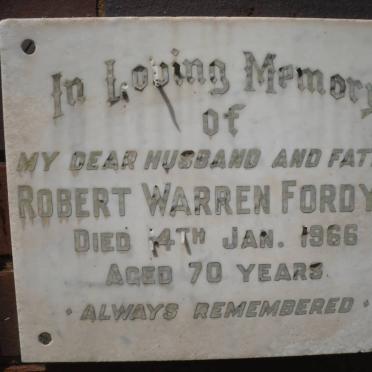 In Loving Memory
of
MY DEAR HUSBAND AND FAT
ROBERT WARREN FORDY
DIED 14TH JAN. 1966
AGED 70 YEARS
• ALWAYS REMEMBERED •